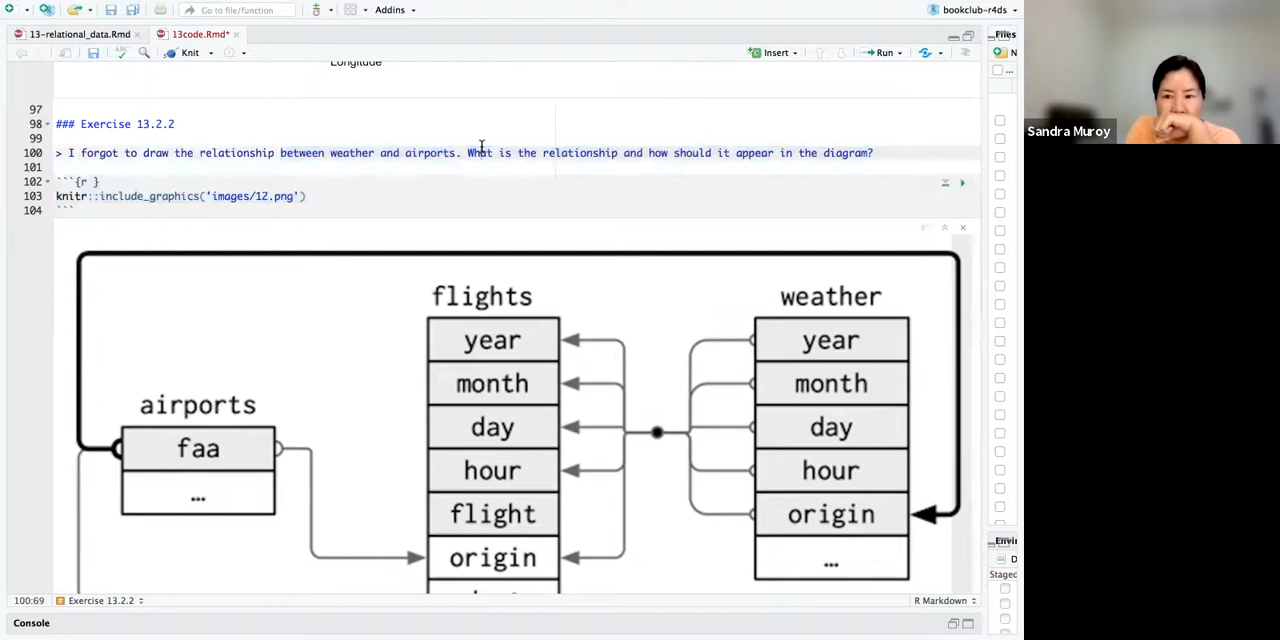 Go to file/function
Addins
bookclub-r4ds
13-relational_data.Rmd
13code.Rmd*
Files
Knit
Insert
Run
N
...
Longitude
97
98 ### Exercise 13.2.2
99
100 > I forgot to draw the relationship between weather and airports. What is the relationship and how should it appear in the diagram?
101
102 ```{r }
103 knitr::include_graphics('images/12.png')
104 ```
flights
weather
year
year
month
month
airports
day
day
faa
hour
hour
...
flight
origin
origin
...
100:69
Exercise 13.2.2
R Markdown
Console
Envir
D
Staged
Sandra Muroy